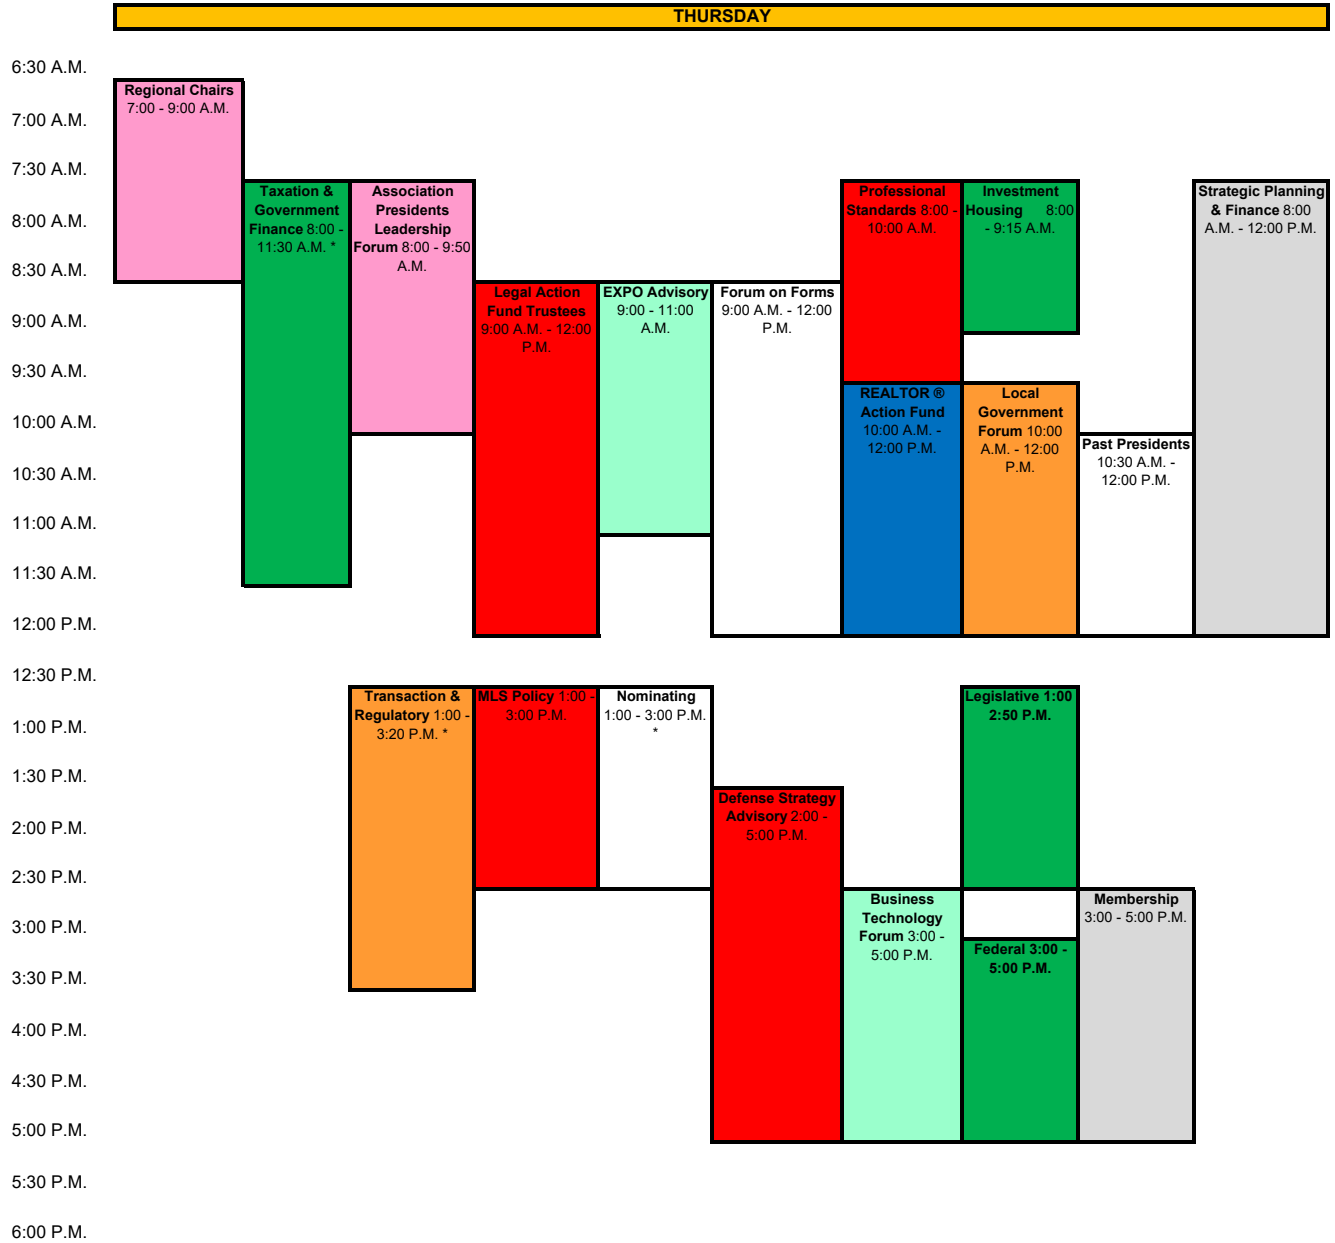 THURSDAY
6:30 A.M.
7:00 A.M.
7:30 A.M.
8:00 A.M.
8:30 A.M.
9:00 A.M.
9:30 A.M.
10:00 A.M.
10:30 A.M.
11:00 A.M.
11:30 A.M.
12:00 P.M.
12:30 P.M.
1:00 P.M.
1:30 P.M.
2:00 P.M.
2:30 P.M.
3:00 P.M.
3:30 P.M.
4:00 P.M.
4:30 P.M.
5:00 P.M.
5:30 P.M.
6:00 P.M.
Regional Chairs
7:00 - 9:00 A.M.
Taxation &
Government
Finance 8:00 -
11:30 A.M. *
Association
Presidents
Leadership
Forum 8:00 - 9:50
A.M.
Legal Action
Fund Trustees
9:00 A.M. - 12:00
P.M.
EXPO Advisory
9:00 - 11:00
A.M.
Forum on Forms
9:00 A.M. - 12:00
P.M.
Professional
Standards 8:00 -
10:00 A.M.
Investment
Housing 8:00
- 9:15 A.M.
Strategic Planning
& Finance 8:00
A.M. - 12:00 P.M.
REALTOR ®
Action Fund
10:00 A.M. -
12:00 P.M.
Local
Government
Forum 10:00
A.M. - 12:00
P.M.
Past Presidents
10:30 A.M. -
12:00 P.M.
Transaction &
Regulatory 1:00 -
3:20 P.M. *
MLS Policy 1:00 -
3:00 P.M.
Nominating
1:00 - 3:00 P.M.
*
Legislative 1:00
2:50 P.M.
Defense Strategy
Advisory 2:00 -
5:00 P.M.
Business
Technology
Forum 3:00 -
5:00 P.M.
Federal 3:00 -
5:00 P.M.
Membership
3:00 - 5:00 P.M.